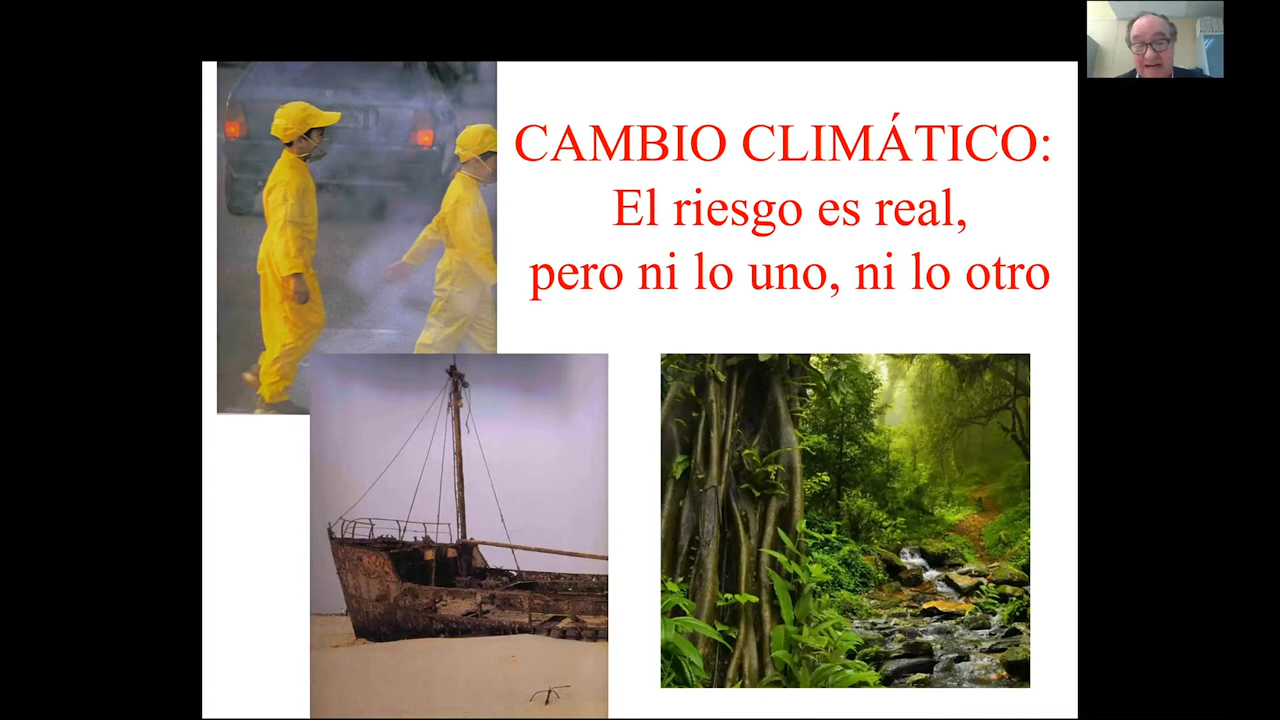 CAMBIO CLIMÁTICO:
El riesgo es real,
pero ni lo uno, ni lo otro